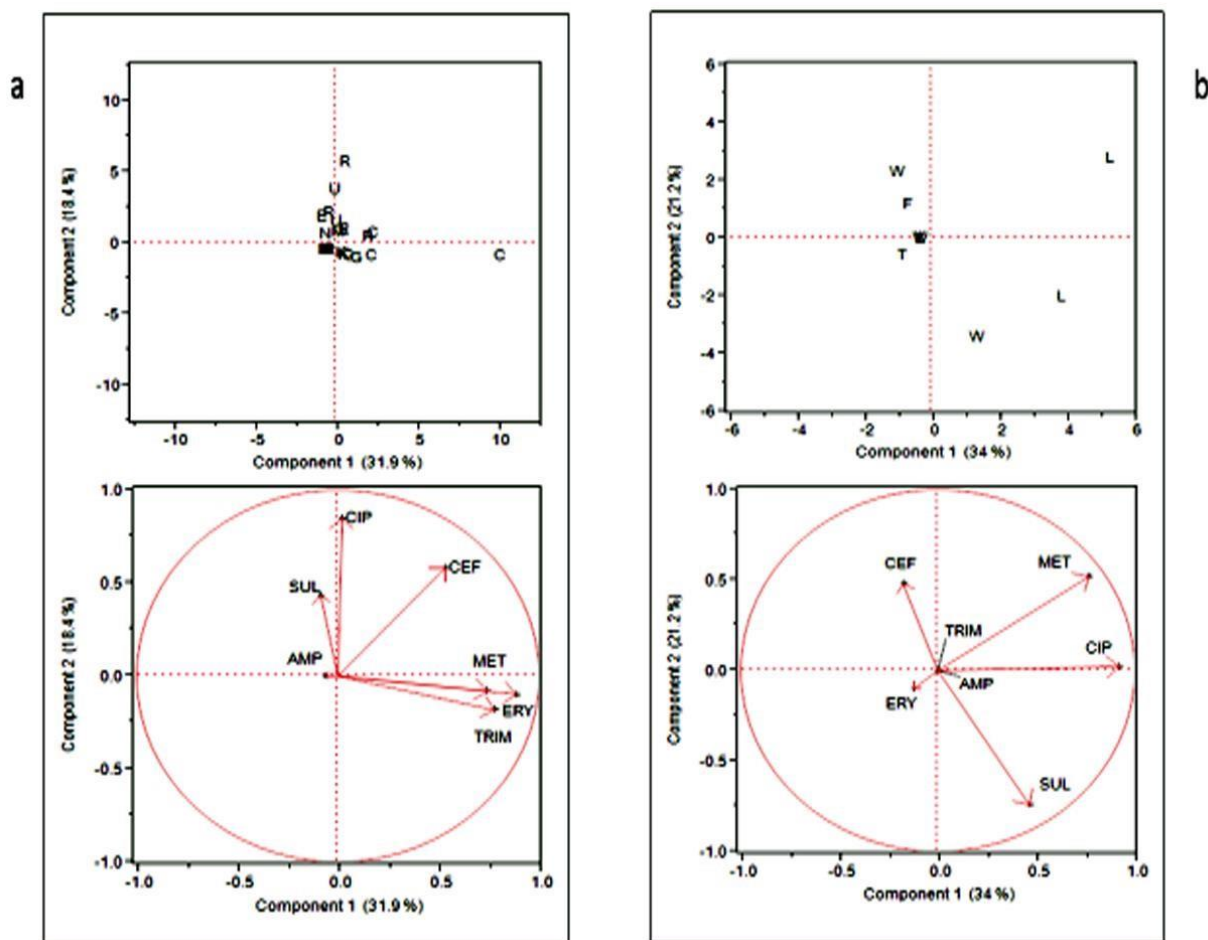 a
b
10
5
0
-5
-10
Component 2 (18.4 %)
R
U
R
N
C
C
G
C
-10
-5
0
5
10
Component 1 (31.9 %)
6
4
2
0
-2
-4
-6
Component 2 (21.2 %)
L
W
F
T
L
W
-6
-4
-2
0
2
4
6
Component 1 (34 %)
1.0
0.5
0.0
-0.5
-1.0
Component 2 (18.4 %)
CIP
CEF
SUL
AMP
MET
ERY
TRIM
-1.0
-0.5
0.0
0.5
1.0
Component 1 (31.9 %)
1.0
0.5
0.0
-0.5
-1.0
Component 2 (21.2 %)
CEF
MET
TRIM
CIP
AMP
ERY
SUL
-1.0
-0.5
0.0
0.5
1.0
Component 1 (34 %)